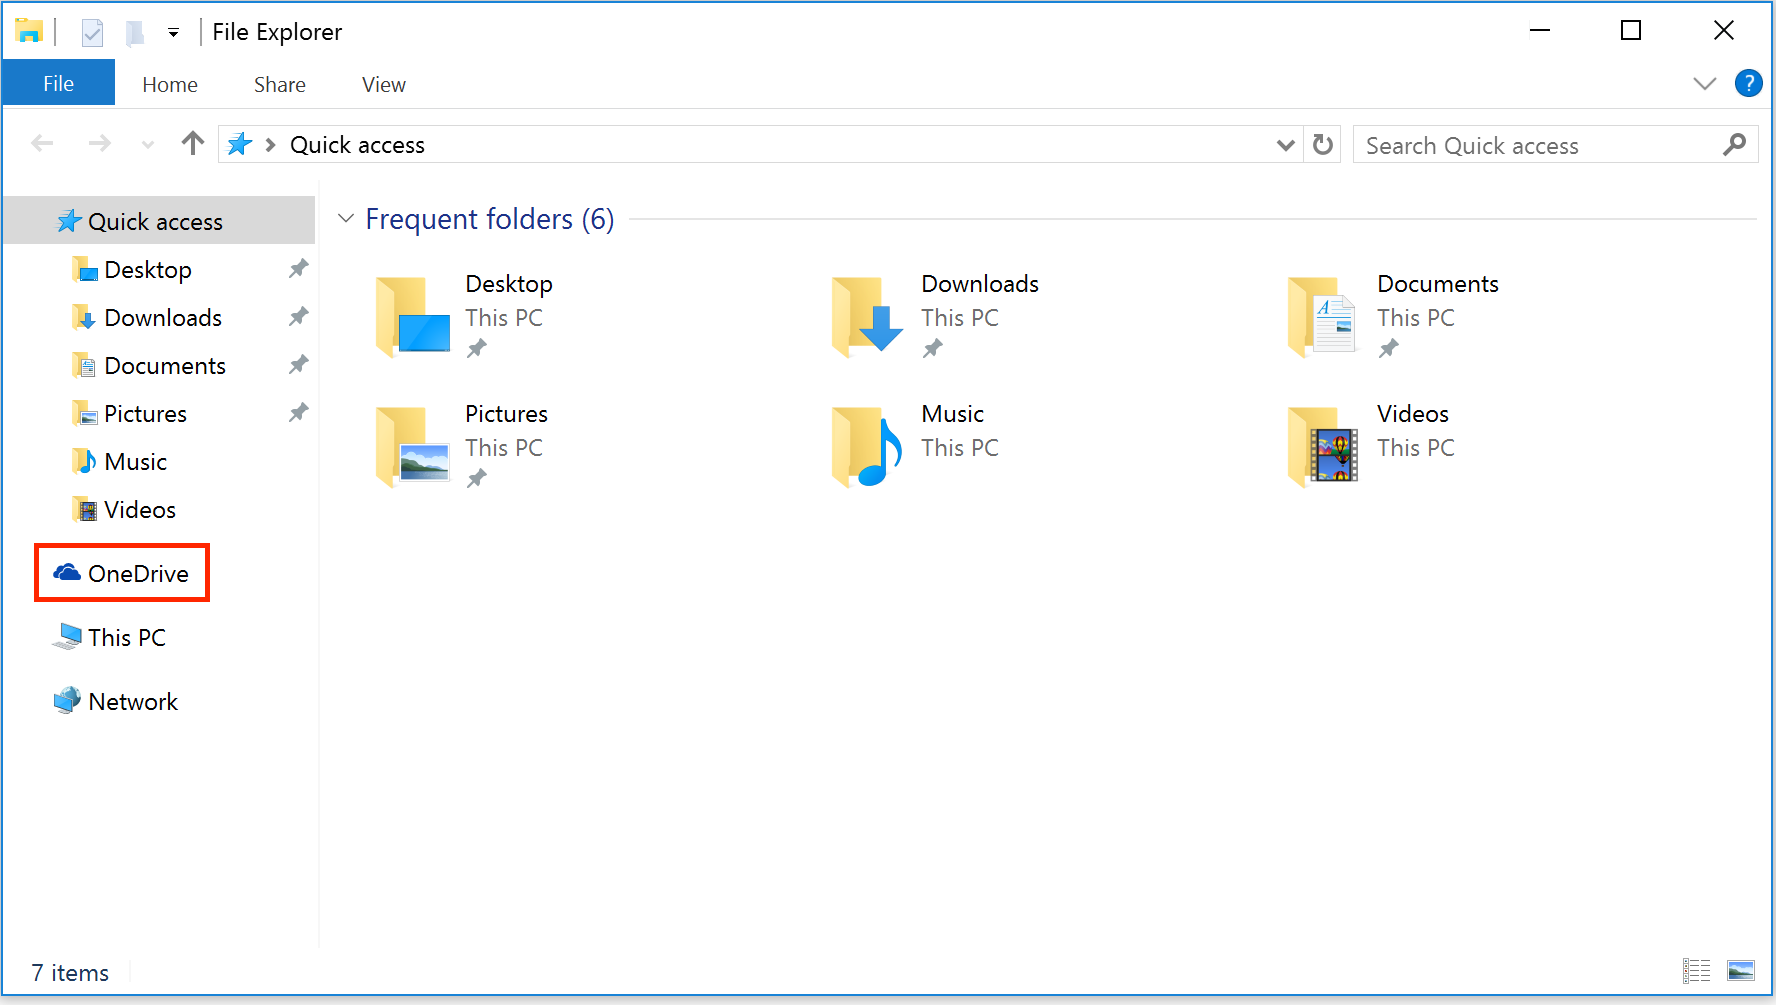 File Explorer
File Home Share View
?
Quick access
Search Quick access
Quick access
Desktop
Downloads
Documents
Pictures
Music
Videos
OneDrive
This PC
Network
Frequent folders (6)
Desktop
This PC
Downloads
This PC
Documents
This PC
Pictures
This PC
Music
This PC
Videos
This PC
7 items